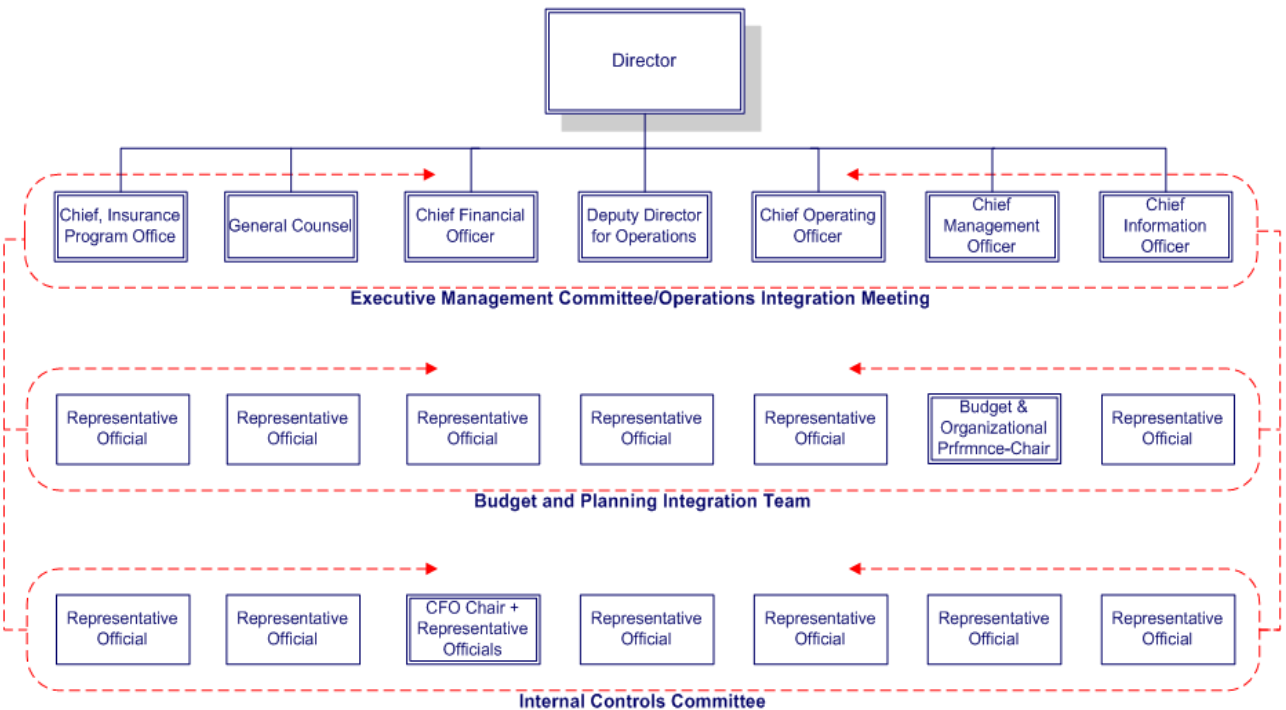 Director
Chief, Insurance
Program Office
General Counsel
Chief Financial
Officer
Deputy Director
for Operations
Chief Operating
Officer
Chief
Management
Officer
Chief
Information
Officer
Executive Management Committee/Operations Integration Meeting
Representative
Official
Representative
Official
Representative
Official
Representative
Official
Representative
Official
Budget &
Organizational
Prfrmnce-Chair
Representative
Official
Budget and Planning Integration Team
Representative
Official
Representative
Official
CFO Chair +
Representative
Officials
Representative
Official
Representative
Official
Representative
Official
Representative
Official
Internal Controls Committee